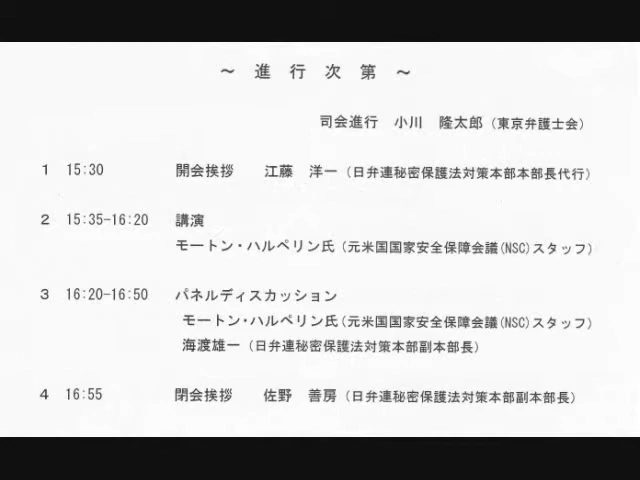 ～ 進 行 次 第 ～
司会進行 小川 隆太郎（東京弁護士会）
1 15:30 開会挨拶 江藤 洋一（日弁連秘密保護法対策本部本部長代行）
2 15:35-16:20 講演
モートン・ハルペリン氏（元米国国家安全保障会議(NSC)スタッフ）
3 16:20-16:50 パネルディスカッション
モートン・ハルペリン氏（元米国国家安全保障会議(NSC)スタッフ）
海渡雄一（日弁連秘密保護法対策本部副本部長）
4 16:55 閉会挨拶 佐野 善房（日弁連秘密保護法対策本部副本部長）